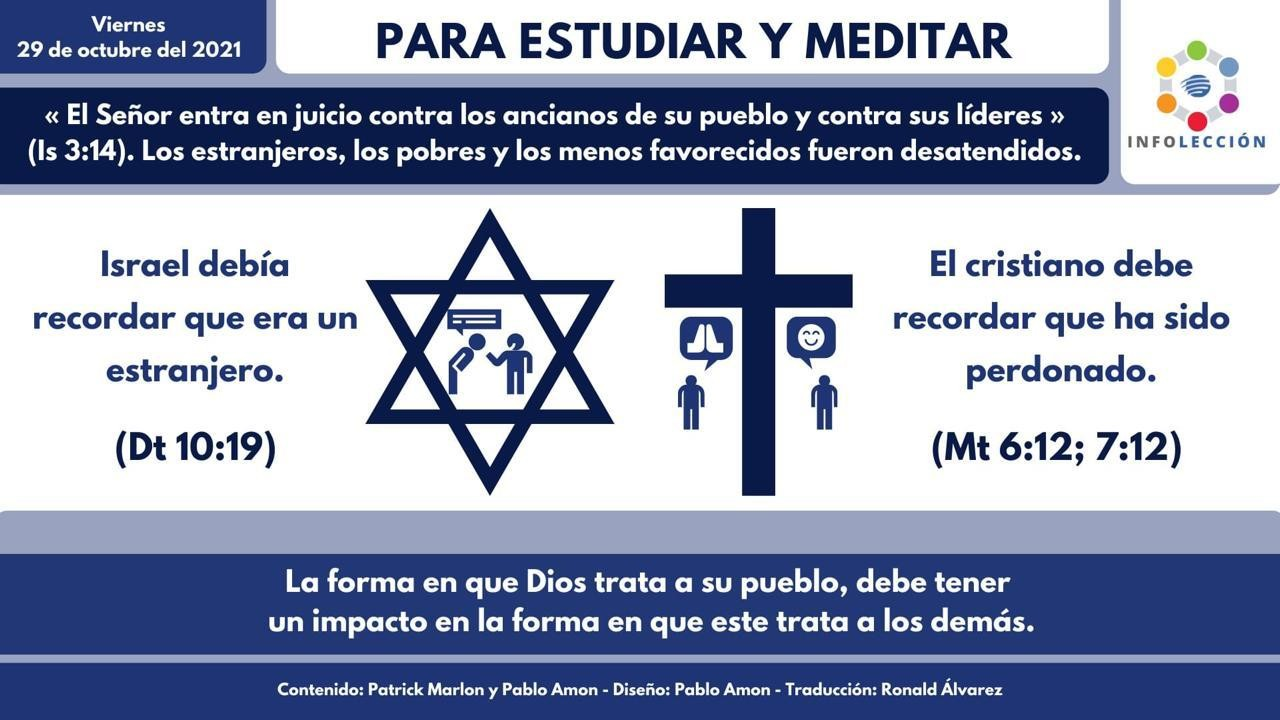 Viernes
29 de octubre del 2021
PARA ESTUDIAR Y MEDITAR
« El Señor entra en juicio contra los ancianos de su pueblo y contra sus líderes »
(Is 3:14). Los estranjeros, los pobres y los menos favorecidos fueron desatendidos.
INFOLECCIÓN
Israel debía
recordar que era un
estranjero.
(Dt 10:19)
El cristiano debe
recordar que ha sido
perdonado.
(Mt 6:12; 7:12)
La forma en que Dios trata a su pueblo, debe tener
un impacto en la forma en que este trata a los demás.
Contenido: Patrick Marlon y Pablo Amon - Diseño: Pablo Amon - Traducción: Ronald Álvarez